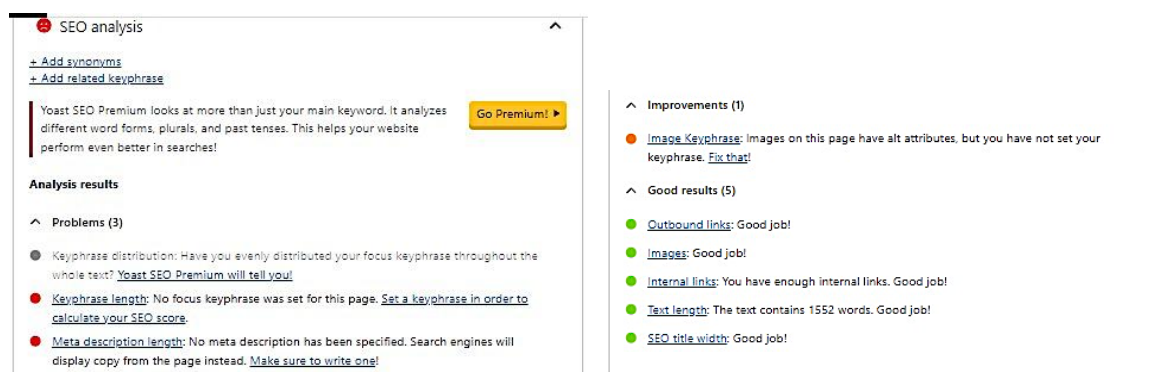 SEO analysis
+ Add synonyms
+ Add related keyphrase
Yoast SEO Premium looks at more than just your main keyword. It analyzes
different word forms, plurals, and past tenses. This helps your website
perform even better in searches!
Go Premium!
Analysis results
Problems (3)
Keyphrase distribution: Have you evenly distributed your focus keyphrase throughout the
whole text? Yoast SEO Premium will tell you!
Keyphrase length: No focus keyphrase was set for this page. Set a keyphrase in order to
calculate your SEO score.
Meta description length: No meta description has been specified. Search engines will
display copy from the page instead. Make sure to write one!
Improvements (1)
Image Keyphrase: Images on this page have alt attributes, but you have not set your
keyphrase. Fix that!
Good results (5)
Outbound links: Good job!
Images: Good job!
Internal links: You have enough internal links. Good job!
Text length: The text contains 1552 words. Good job!
SEO title width: Good job!